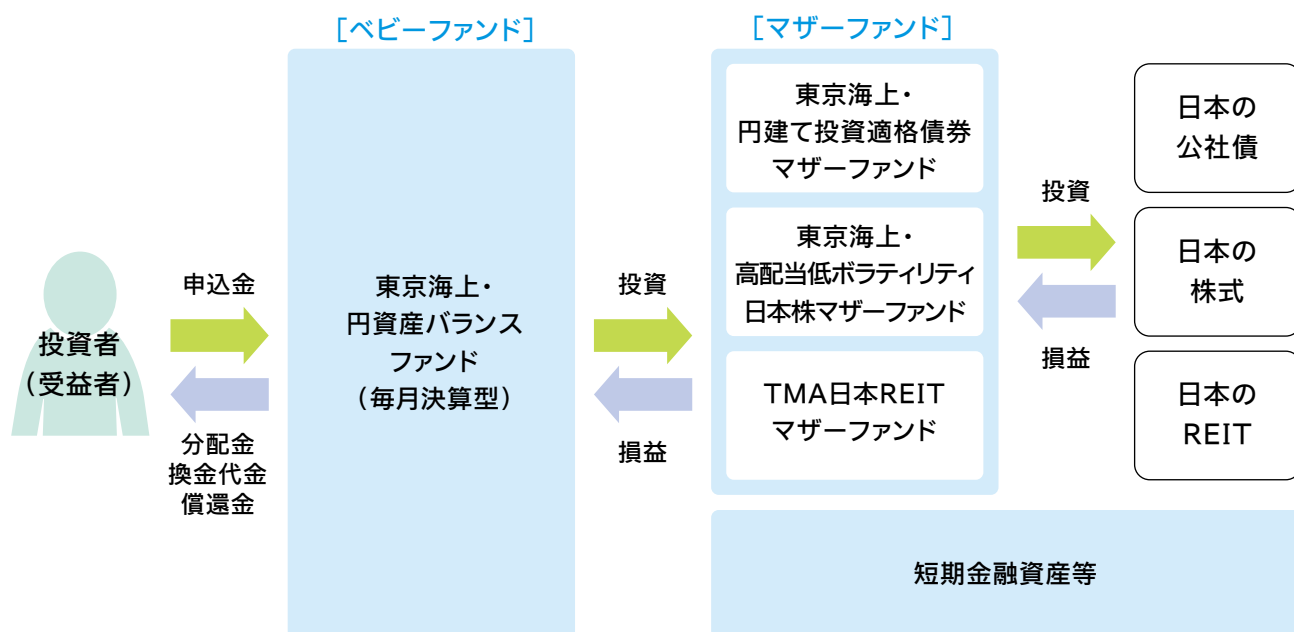 [ベビーファンド]
[マザーファンド]
投資者
（受益者）
申込金
分配金
換金代金
償還金
東京海上・
円資産バランス
ファンド
（毎月決算型）
投資
損益
東京海上・
円建て投資適格債券
マザーファンド
東京海上・
高配当低ボラティリティ
日本株マザーファンド
TMA日本REIT
マザーファンド
投資
損益
日本の
公社債
日本の
株式
日本の
REIT
短期金融資産等